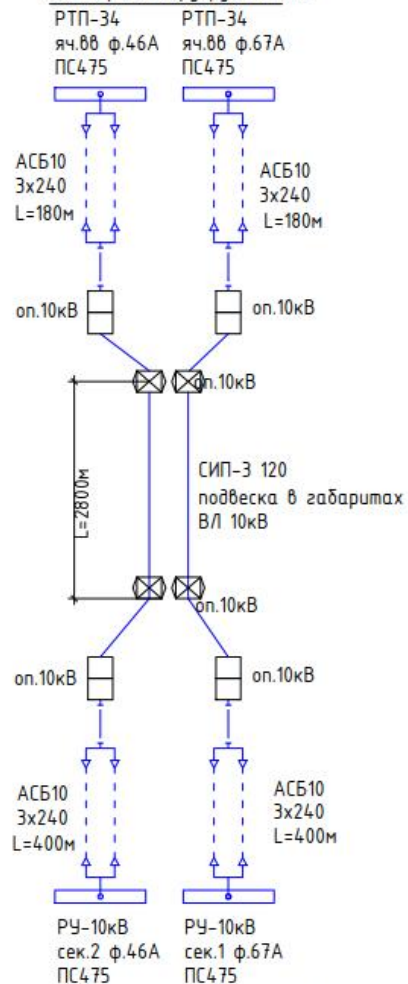 РТП-34
яч.вв ф.46А
ПС475
РТП-34
яч.вв ф.67А
ПС475
АСБ10
3х240
L=180м
АСБ10
3х240
L=180м
оп.10кВ
оп.10кВ
оп.10кВ
L=2800м
СИП-3 120
подвеска в габаритах
ВЛ 10кВ
оп.10кВ
оп.10кВ
оп.10кВ
АСБ10
3х240
L=400м
АСБ10
3х240
L=400м
РУ-10кВ
сек.2 ф.46А
ПС475
РУ-10кВ
сек.1 ф.67А
ПС475